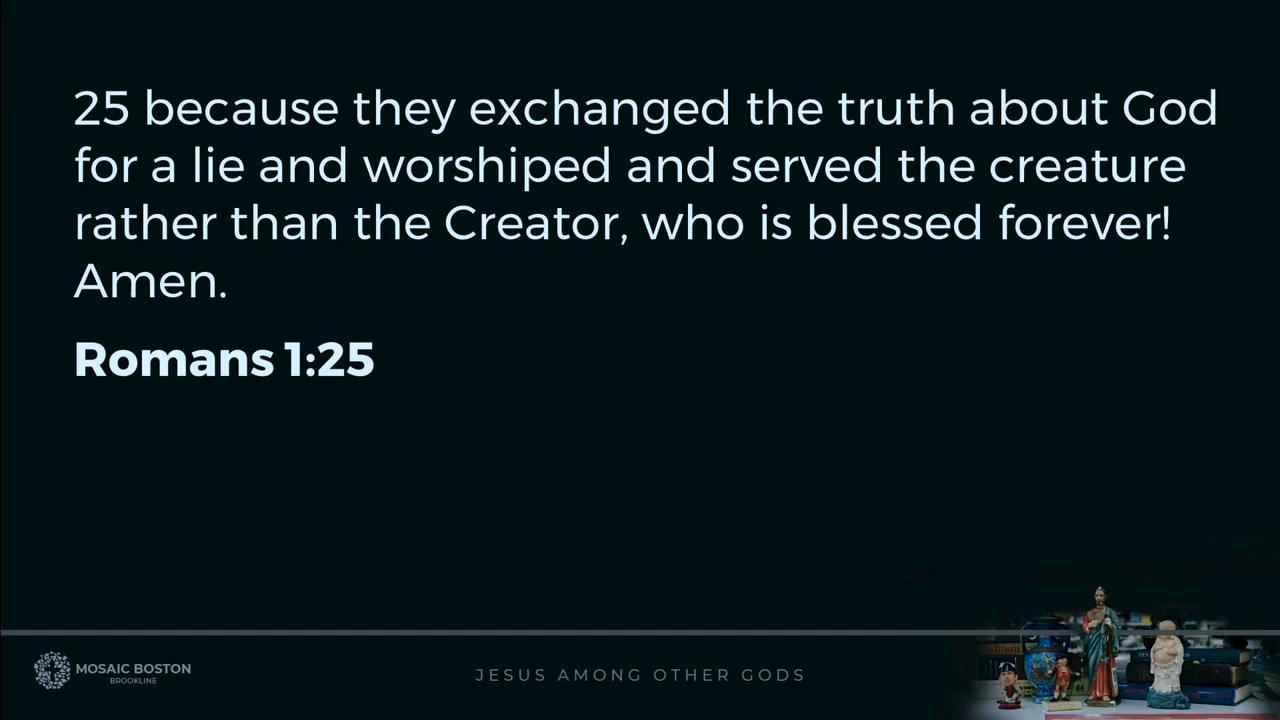 25 because they exchanged the truth about God
for a lie and worshiped and served the creature
rather than the Creator, who is blessed forever!
Amen.
Romans 1:25
MOSAIC BOSTON
BROOKLINE
JESUS AMONG OTHER GODS